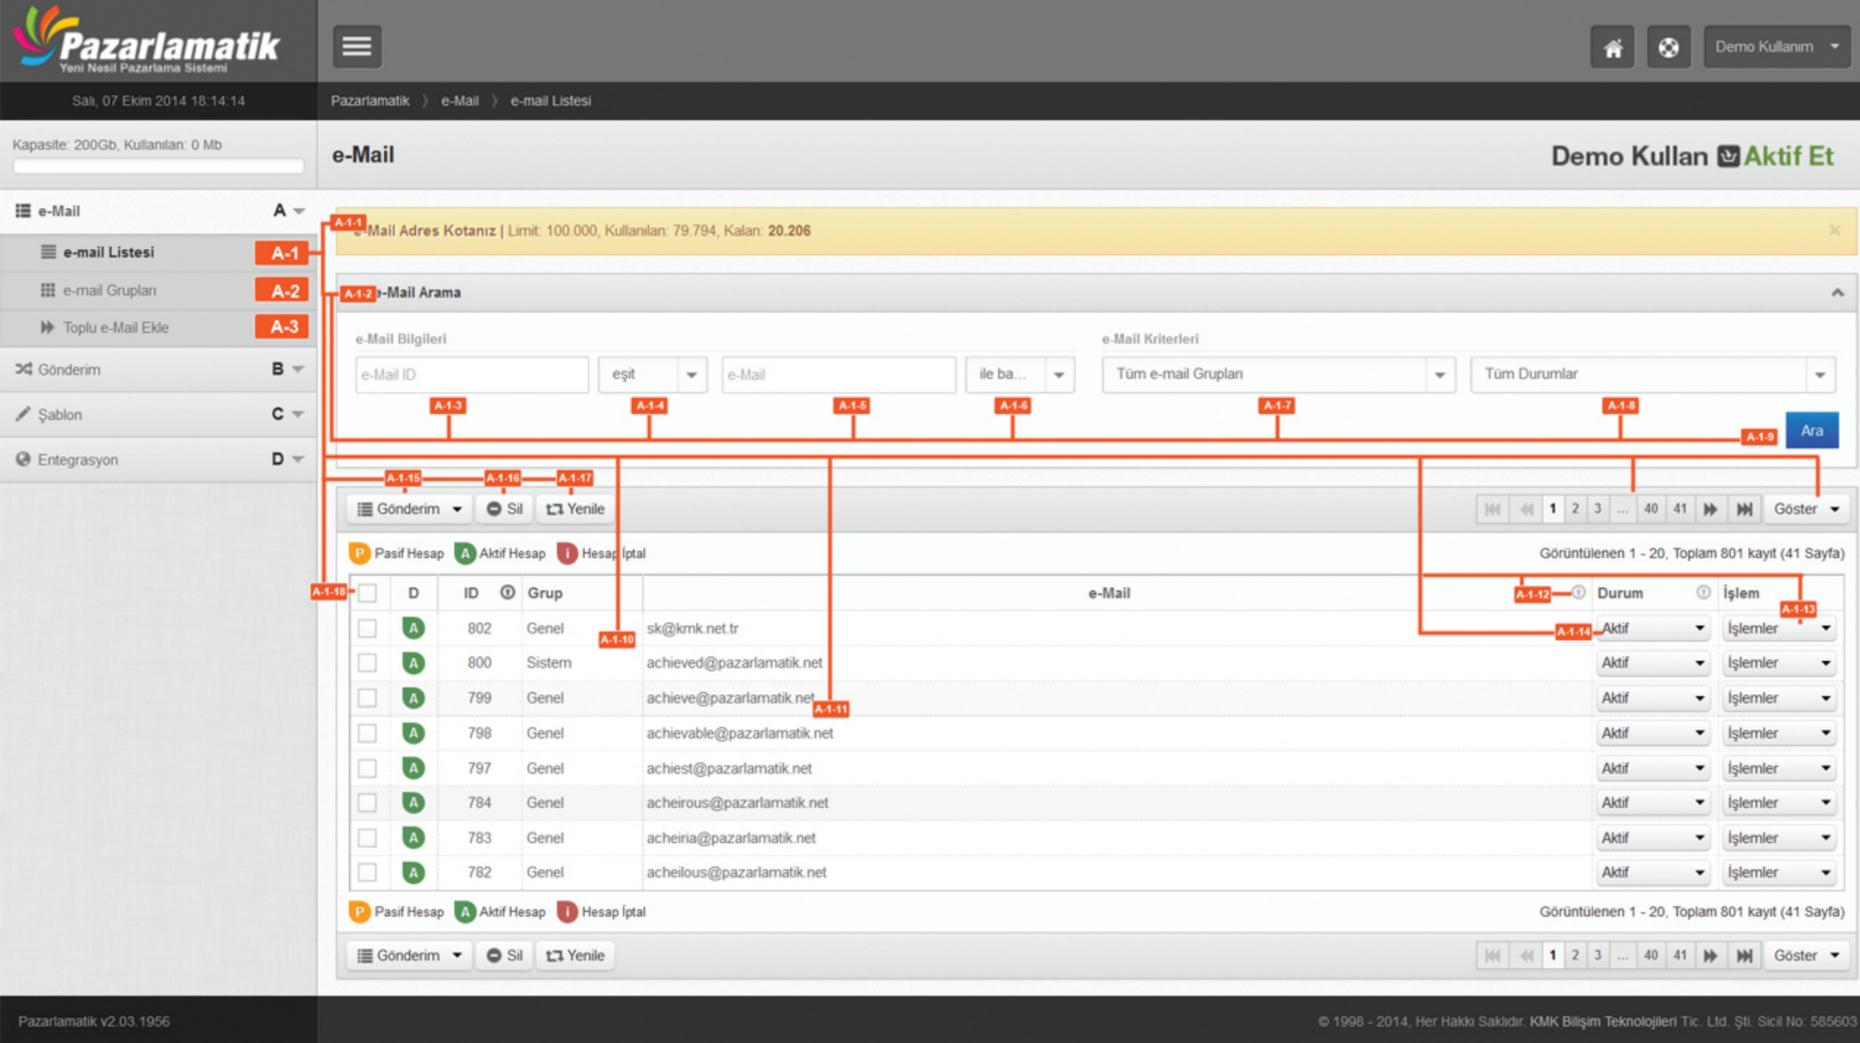 Pazarlamatik
Yeni Nesil Pazarlama Sistemi
Demo Kullanım
Salı, 07 Ekim 2014 18:14:14
Pazarlamatik 〉 e-Mail 〉 e-mail Listesi
Kapasite: 200Gb, Kullanılan: 0 Mb
e-Mail
Demo Kullan Aktif Et
e-Mail A
e-mail Listesi A-1
e-mail Grupları A-2
Toplu e-Mail Ekle A-3
Gönderim B
Şablon C
Entegrasyon D
A-1-1
e-Mail Adres Kotanız | Limit: 100.000, Kullanılan: 79.794, Kalan: 20.206 ×
A-1-2 e-Mail Arama
e-Mail Bilgileri e-Mail Kriterleri
e-Mail ID eşit e-Mail ile ba... Tüm e-mail Grupları Tüm Durumlar
A-1-3 A-1-4 A-1-5 A-1-6 A-1-7 A-1-8
A-1-9 Ara
A-1-15 A-1-16 A-1-17
Gönderim Sil Yenile 1 2 3 ... 40 41 Göster
P Pasif Hesap A Aktif Hesap i Hesap İptal Görüntülenen 1 - 20, Toplam 801 kayıt (41 Sayfa)
A-1-18 D ID Grup e-Mail A-1-12 Durum İşlem
A-1-13
A 802 Genel A-1-10 sk@kmk.net.tr A-1-14 Aktif İşlemler
A 800 Sistem achieved@pazarlamatik.net Aktif İşlemler
A 799 Genel achieve@pazarlamatik.net A-1-11 Aktif İşlemler
A 798 Genel achievable@pazarlamatik.net Aktif İşlemler
A 797 Genel achiest@pazarlamatik.net Aktif İşlemler
A 784 Genel acheirous@pazarlamatik.net Aktif İşlemler
A 783 Genel acheiria@pazarlamatik.net Aktif İşlemler
A 782 Genel acheilous@pazarlamatik.net Aktif İşlemler
P Pasif Hesap A Aktif Hesap i Hesap İptal Görüntülenen 1 - 20, Toplam 801 kayıt (41 Sayfa)
Gönderim Sil Yenile 1 2 3 ... 40 41 Göster
Pazarlamatik v2.03.1956
© 1998 - 2014, Her Hakkı Saklıdır. KMK Bilişim Teknolojileri Tic. Ltd. Şti. Sicil No: 585603